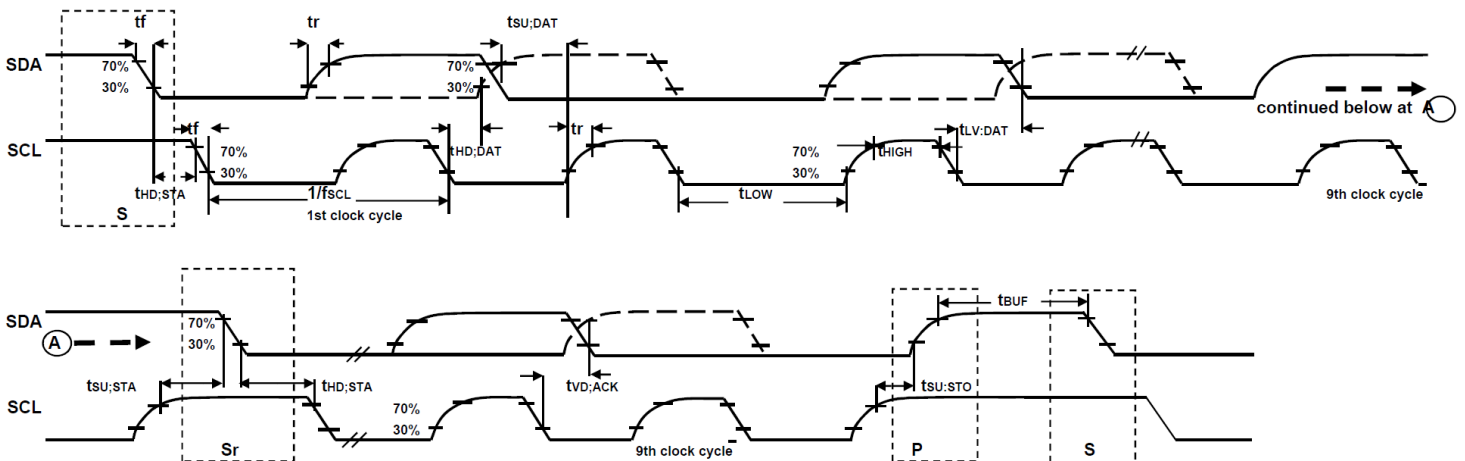 tf
tr
tSU;DAT
SDA
70%
30%
continued below at A
tf
tHD;DAT
tr
tLV:DAT
SCL
70%
30%
70%
30%
tHIGH
tHD;STA
1/fSCL
tLOW
S
1st clock cycle
9th clock cycle
SDA
70%
30%
tBUF
A
tSU;STA
tHD;STA
tVD;ACK
tSU:STO
SCL
70%
30%
Sr
9th clock cycle
P
S